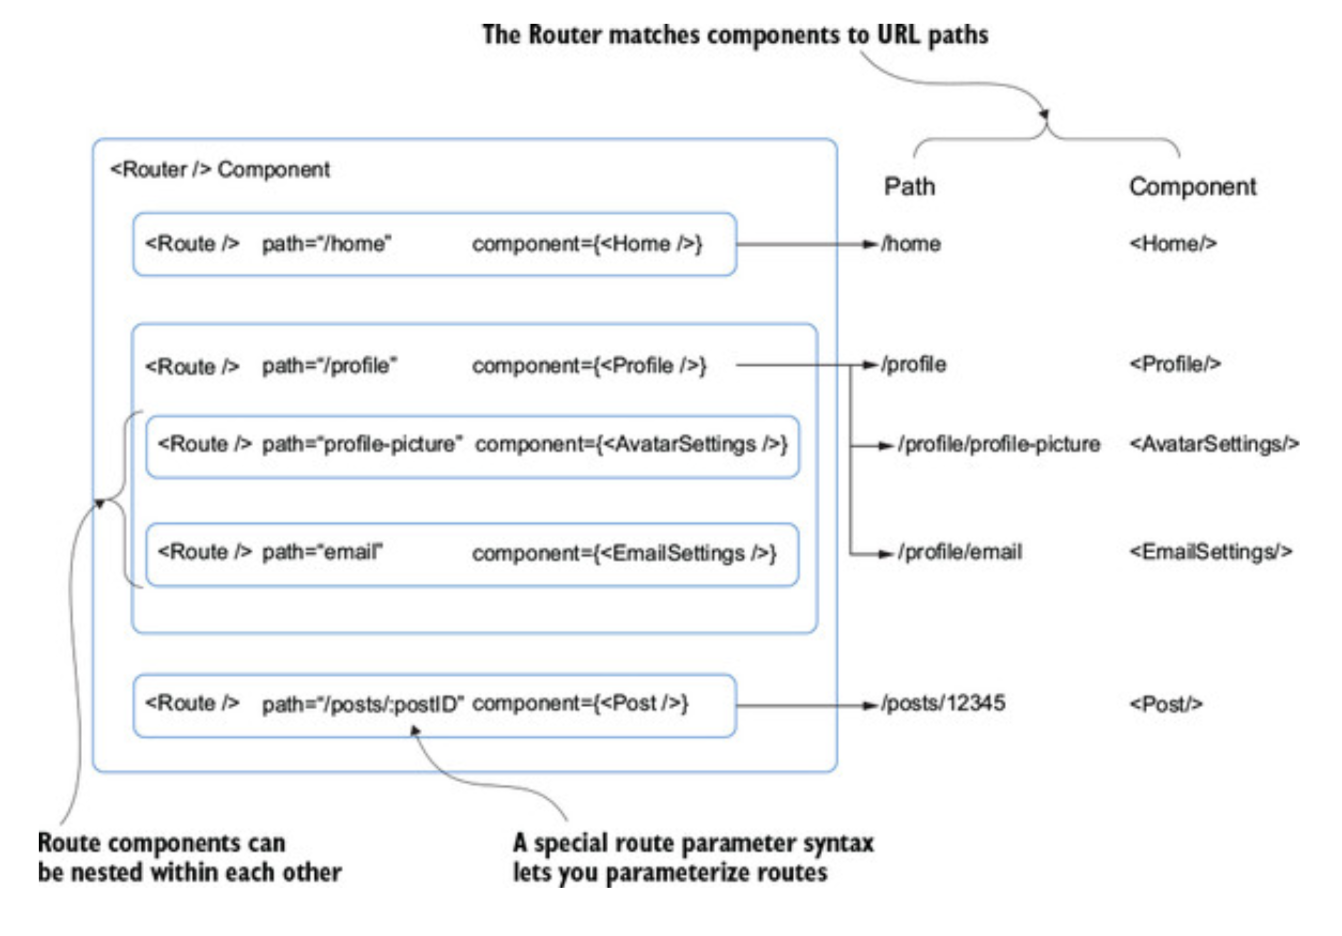 The Router matches components to URL paths
<Router /> Component
Path Component
<Route /> path="/home" component={<Home />} /home <Home/>
<Route /> path="/profile" component={<Profile />} /profile <Profile/>
<Route /> path="profile-picture" component={<AvatarSettings />} /profile/profile-picture <AvatarSettings/>
<Route /> path="email" component={<EmailSettings />} /profile/email <EmailSettings/>
<Route /> path="/posts/:postID" component={<Post />} /posts/12345 <Post/>
Route components can
be nested within each other
A special route parameter syntax
lets you parameterize routes